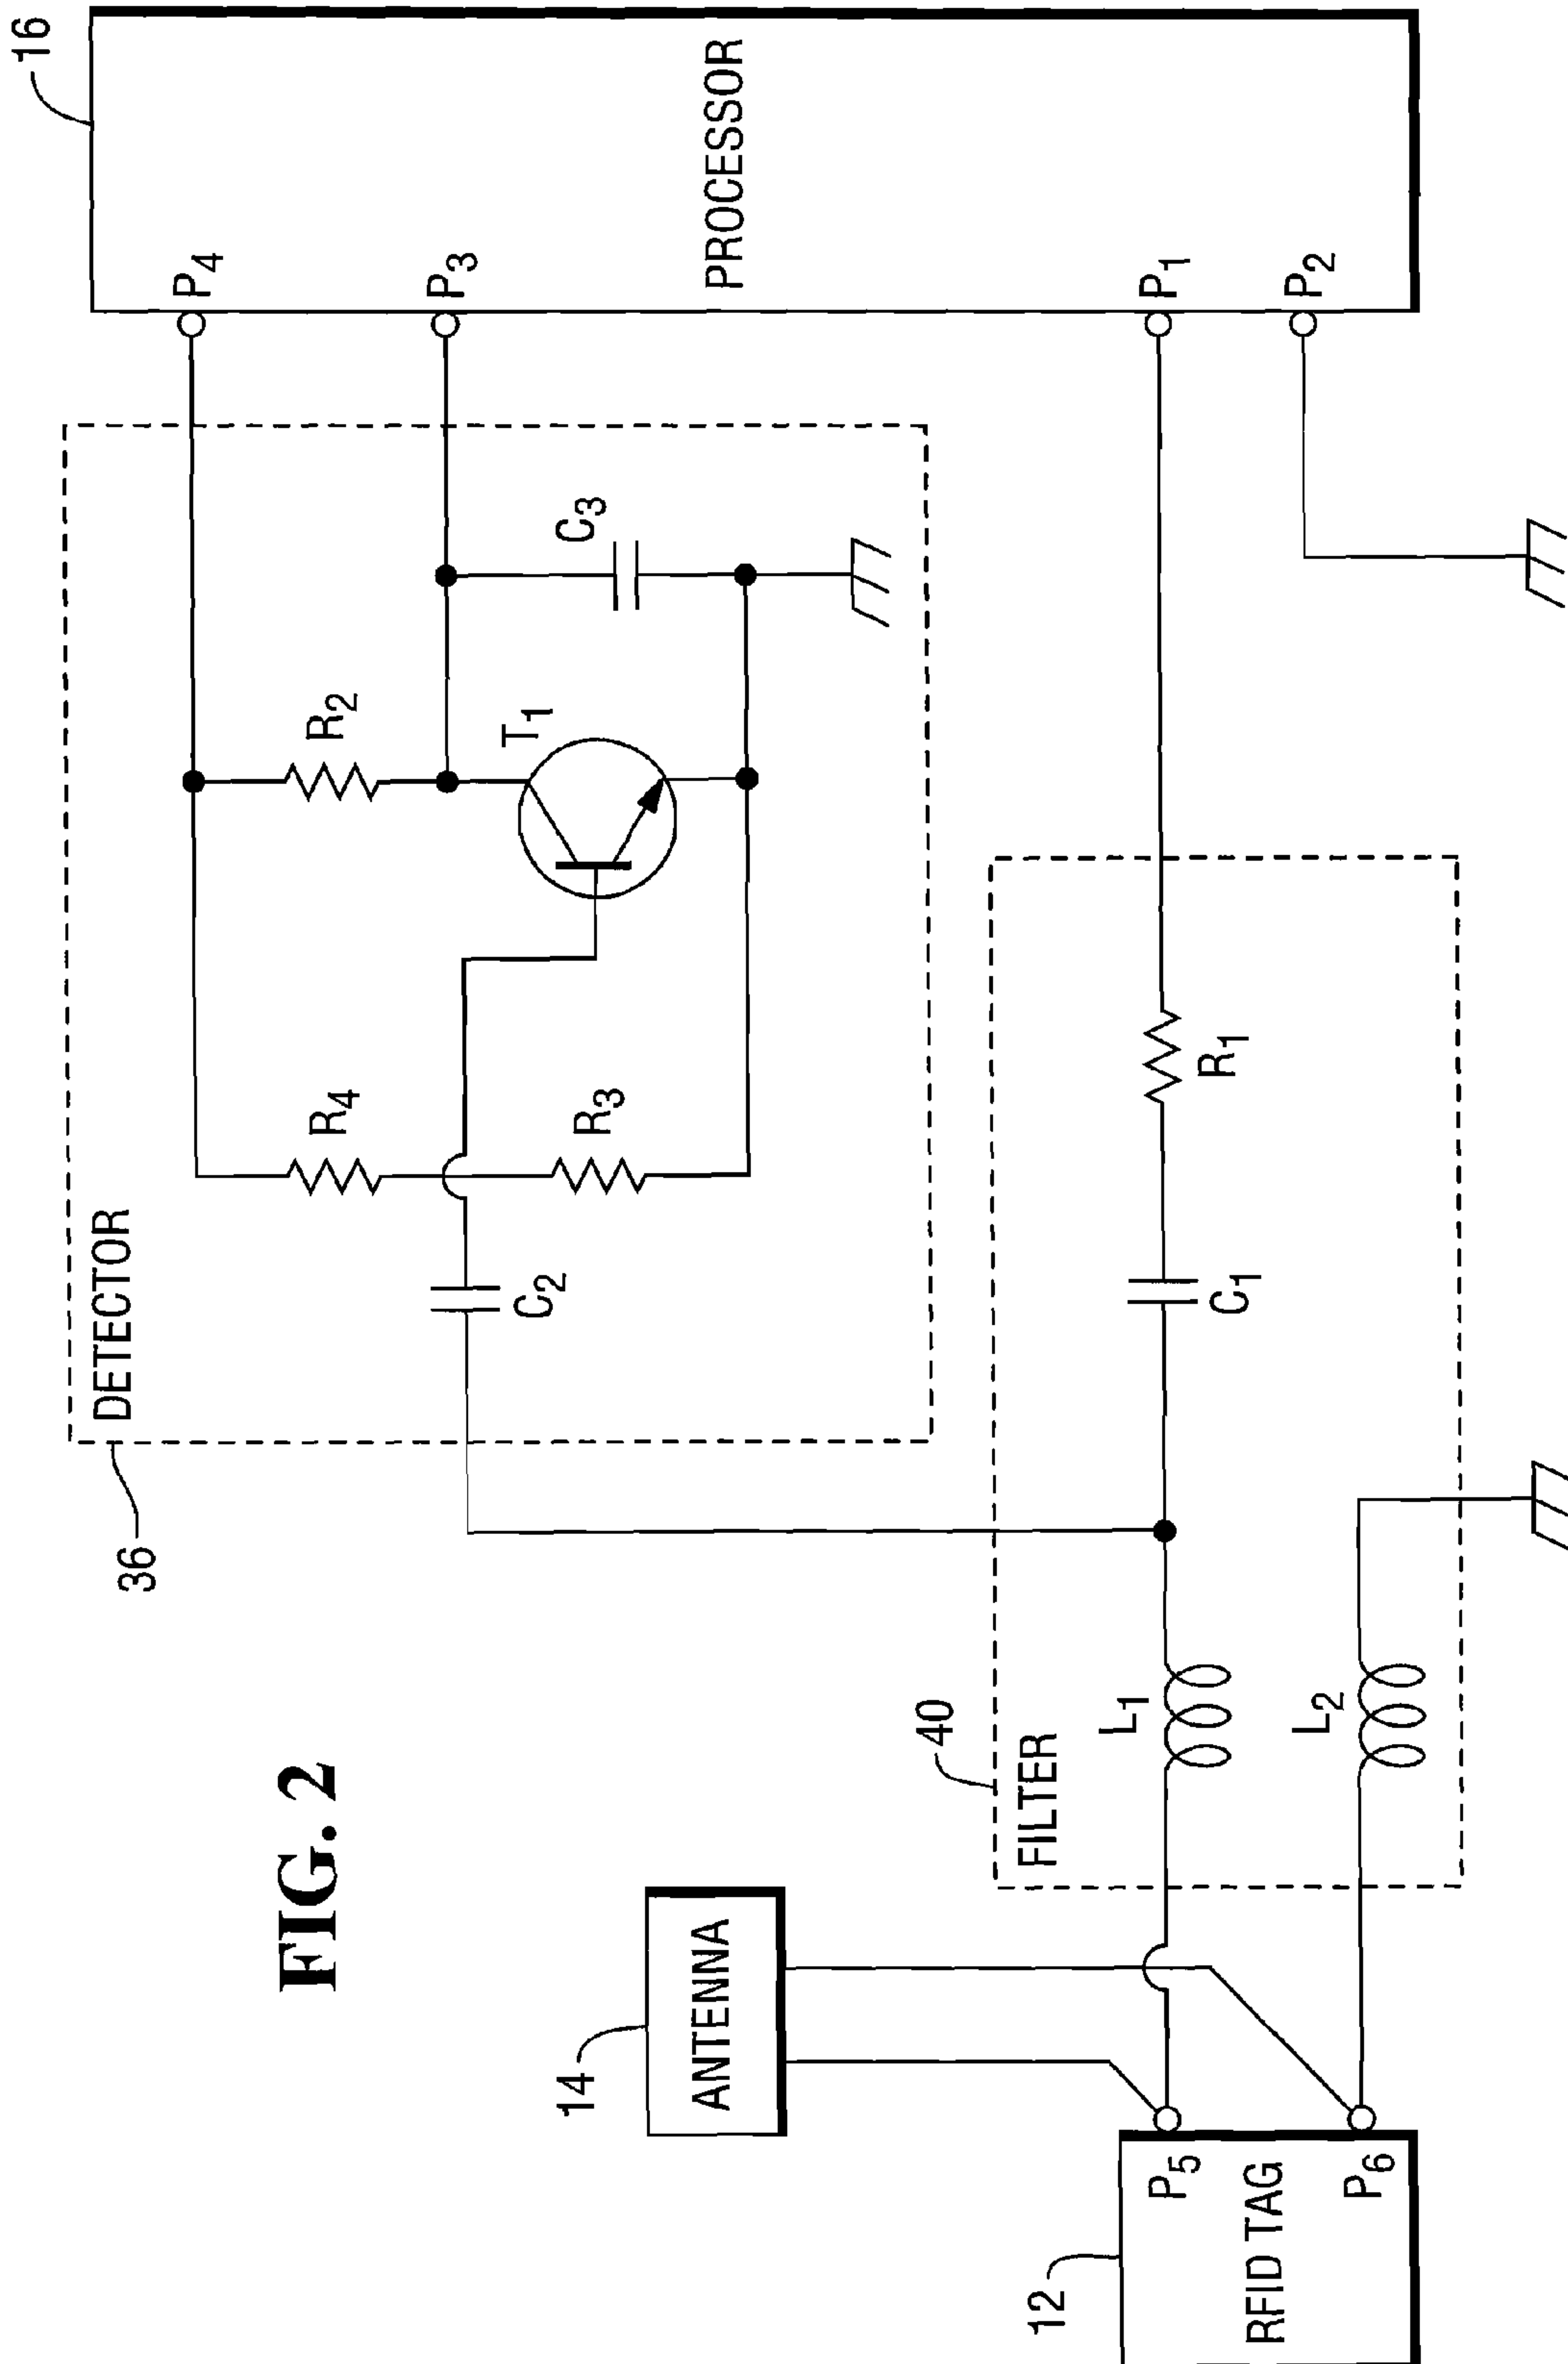 FIG. 2
16
PROCESSOR
P4
P3
P1
P2
36
DETECTOR
R4
R2
R3
T1
C3
C2
40
FILTER
L1
C1
R1
L2
14
ANTENNA
12
RFID TAG
P5
P6